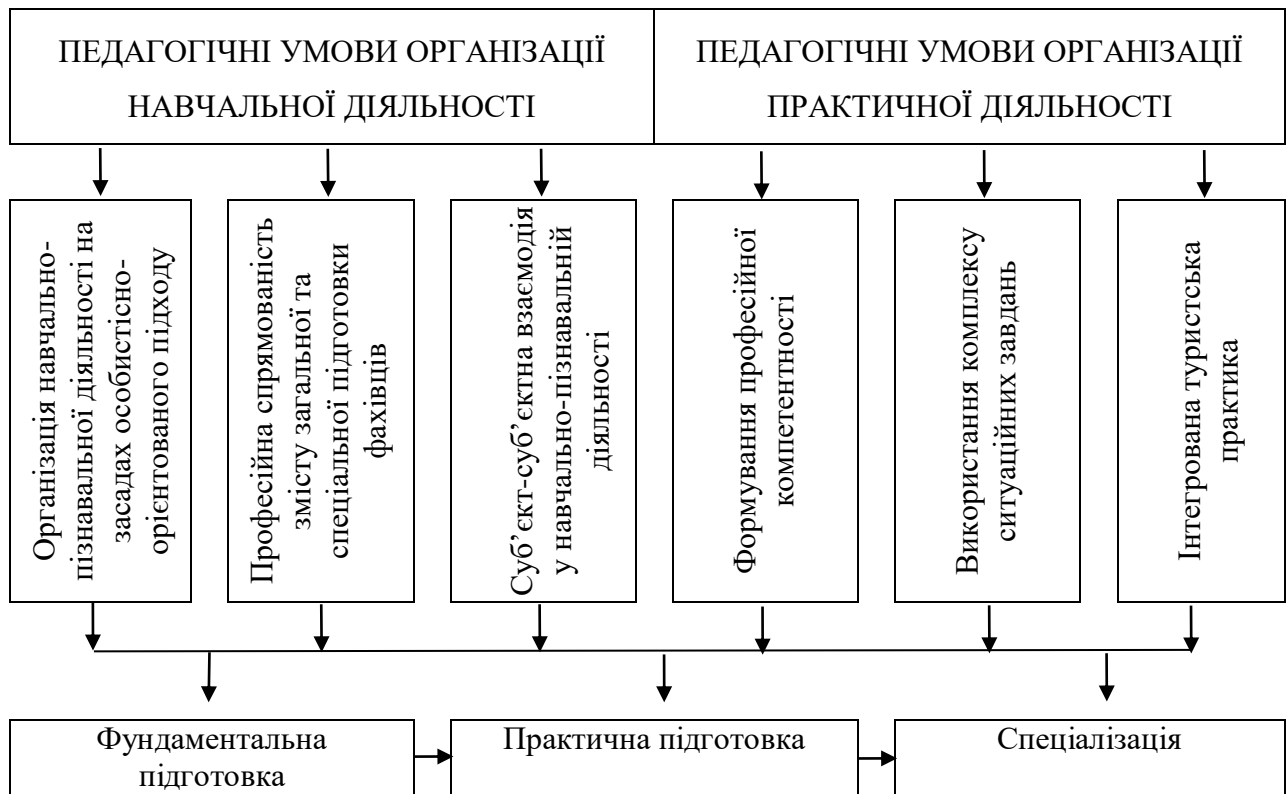 ПЕДАГОГІЧНІ УМОВИ ОРГАНІЗАЦІЇ
НАВЧАЛЬНОЇ ДІЯЛЬНОСТІ
ПЕДАГОГІЧНІ УМОВИ ОРГАНІЗАЦІЇ
ПРАКТИЧНОЇ ДІЯЛЬНОСТІ
Організація навчально-
пізнавальної діяльності на
засадах особистісно-
орієнтованого підходу
Професійна спрямованість
змісту загальної та
спеціальної підготовки
фахівців
Суб’єкт-суб’єктна взаємодія
у навчально-пізнавальній
діяльності
Формування професійної
компетентності
Використання комплексу
ситуаційних завдань
Інтегрована туристська
практика
Фундаментальна
підготовка
Практична підготовка
Спеціалізація